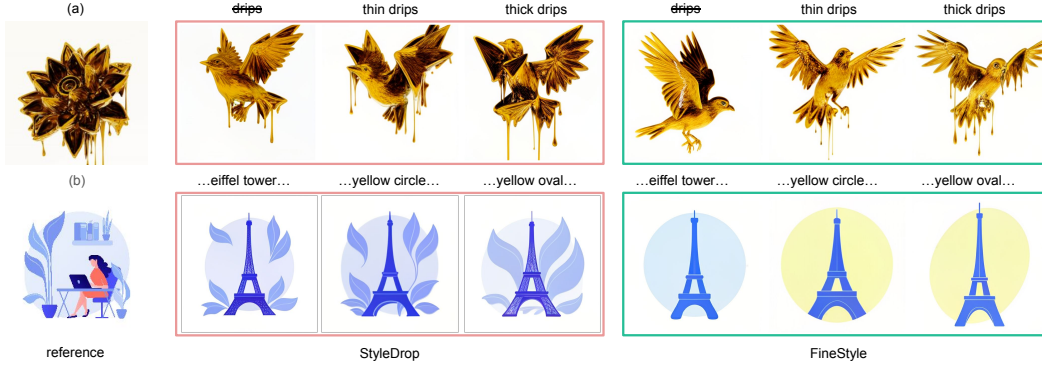 (a)
drips thin drips thick drips drips thin drips thick drips
(b)
…eiffel tower… …yellow circle… …yellow oval… …eiffel tower… …yellow circle… …yellow oval…
reference StyleDrop FineStyle